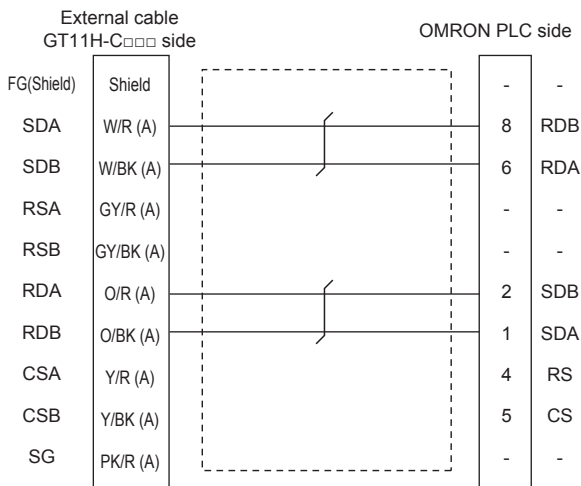 External cable
GT11H-C□□□ side
OMRON PLC side
FG(Shield) Shield - -
SDA W/R (A) 8 RDB
SDB W/BK (A) 6 RDA
RSA GY/R (A) - -
RSB GY/BK (A) - -
RDA O/R (A) 2 SDB
RDB O/BK (A) 1 SDA
CSA Y/R (A) 4 RS
CSB Y/BK (A) 5 CS
SG PK/R (A) - -